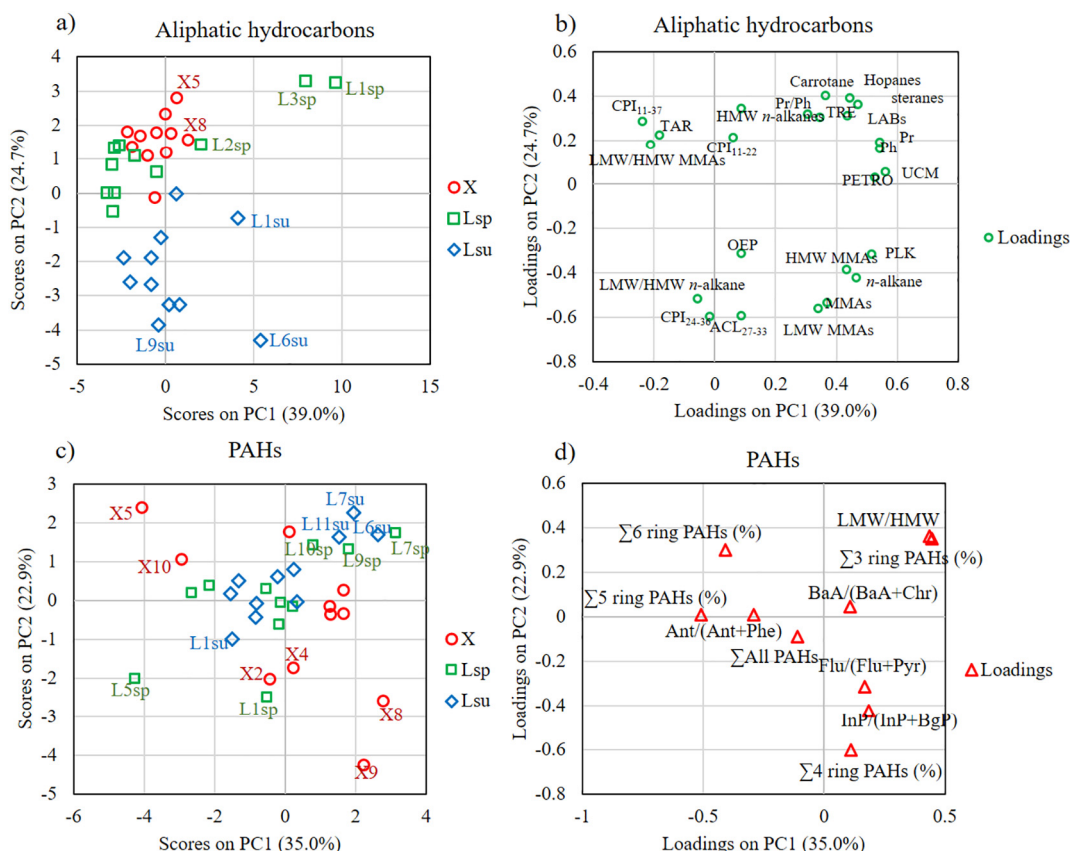 a)
Aliphatic hydrocarbons
Scores on PC2 (24.7%)
4
3
2
1
0
-1
-2
-3
-4
-5
X5
X8
L3sp
L1sp
L2sp
L1su
L9su
L6su
X
Lsp
Lsu
-5
0
5
10
15
Scores on PC1 (39.0%)
b)
Aliphatic hydrocarbons
Loadings on PC2 (24.7%)
0.6
0.4
0.2
0
-0.2
-0.4
-0.6
-0.8
Carrotane
Hopanes
steranes
Pr/Ph
CPI11-37
HMW n-alkanes
TRE
LABs
TAR
CPI11-22
Pr
Ph
LMW/HMW MMAs
PETRO
UCM
OEP
HMW MMAs
PLK
LMW/HMW n-alkane
n-alkane
MMAs
CPI24-36
ACL27-33
LMW MMAs
Loadings
-0.4
-0.2
0
0.2
0.4
0.6
0.8
Loadings on PC1 (39.0%)
c)
PAHs
Scores on PC2 (22.9%)
3
2
1
0
-1
-2
-3
-4
-5
X5
L7su
L11su
L6su
L10sp
L9sp
L7sp
X10
L1su
X4
X2
L5sp
L1sp
X8
X9
X
Lsp
Lsu
-6
-4
-2
0
2
4
Scores on PC1 (35.0%)
d)
PAHs
Loadings on PC2 (22.9%)
0.6
0.4
0.2
0
-0.2
-0.4
-0.6
-0.8
LMW/HMW
∑6 ring PAHs (%)
∑3 ring PAHs (%)
BaA/(BaA+Chr)
∑5 ring PAHs (%)
Ant/(Ant+Phe)
∑All PAHs
Flu/(Flu+Pyr)
InP/(InP+BgP)
∑4 ring PAHs (%)
Loadings
-1
-0.5
0
0.5
Loadings on PC1 (35.0%)